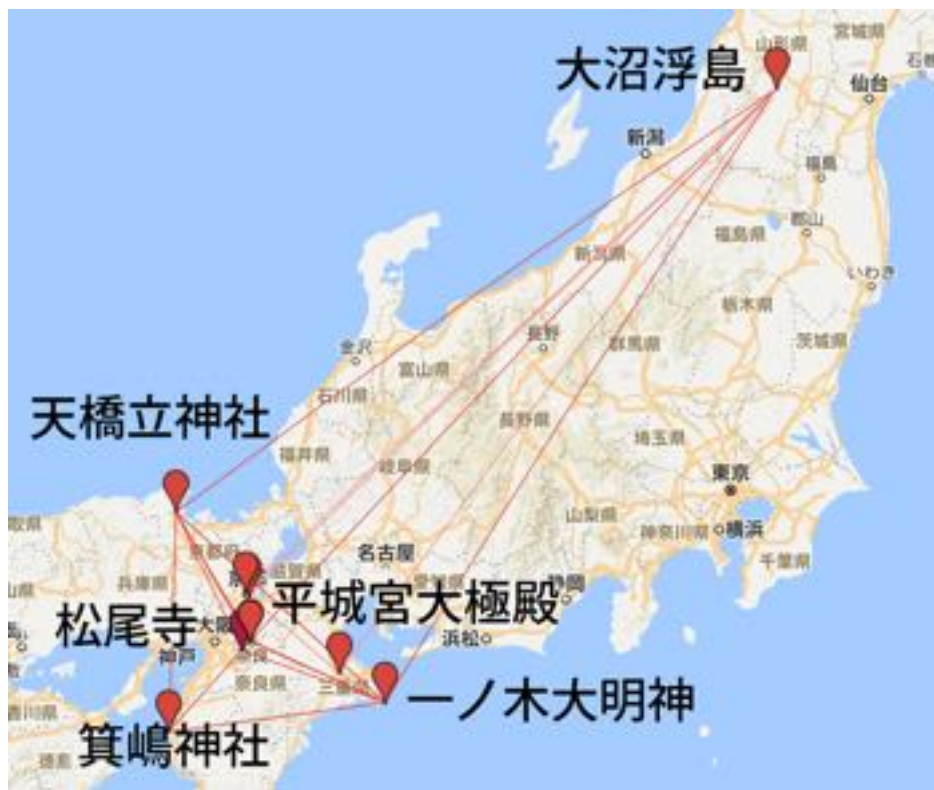 山形県
宮城県
大沼浮島
仙台
新潟
福島
郡山
福島県
新潟県
いわき
栃木県
長野
群馬県
茨城県
金沢
富山県
石川県
天橋立神社
長野県
福井県
埼玉県
岐阜県
東京
山梨県
神奈川県
横浜
京都府
名古屋
千葉県
兵庫県
滋賀県
静岡
平城宮大極殿
松尾寺
大阪
浜松
神戸
奈良
奈良県
三重県
一ノ木大明神
箕嶋神社
徳島